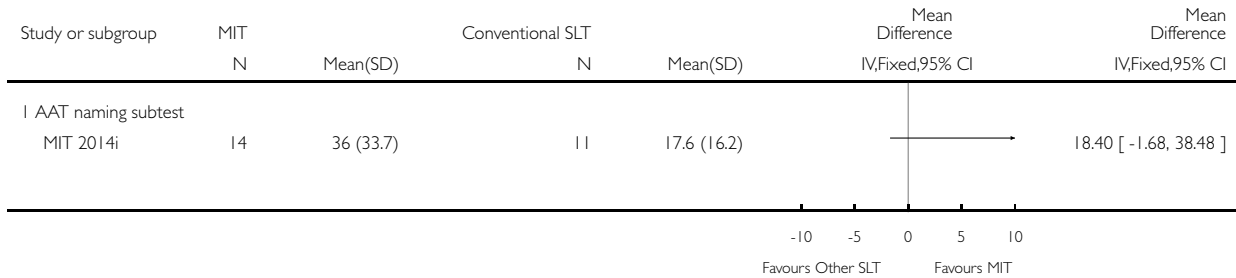 Study or subgroup MIT Conventional SLT Mean Difference Mean Difference
N Mean(SD) N Mean(SD) IV,Fixed,95% CI IV,Fixed,95% CI
1 AAT naming subtest
MIT 2014i 14 36 (33.7) 11 17.6 (16.2) 18.40 [ -1.68, 38.48 ]
-10 -5 0 5 10
Favours Other SLT Favours MIT